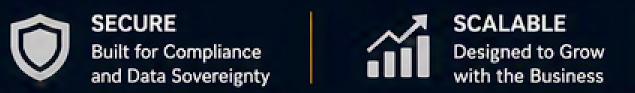 SECURE
Built for Compliance
and Data Sovereignty
SCALABLE
Designed to Grow
with the Business